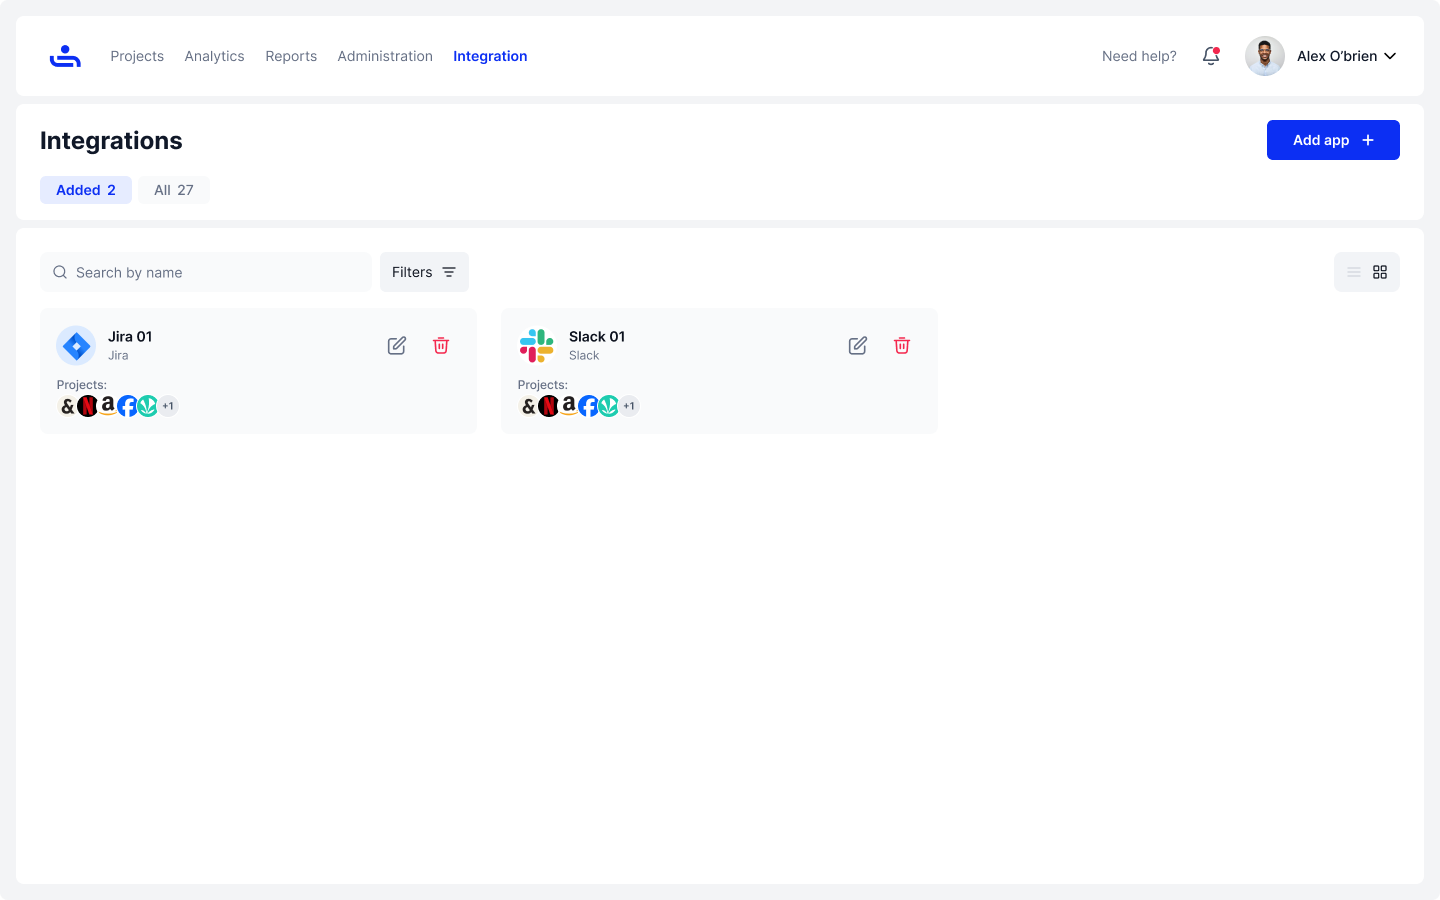 Projects Analytics Reports Administration Integration Need help? Alex O’brien
Integrations
Add app
Added 2 All 27
Search by name Filters
Jira 01
Jira
Projects:
& N a f +1
Slack 01
Slack
Projects:
& N a f +1